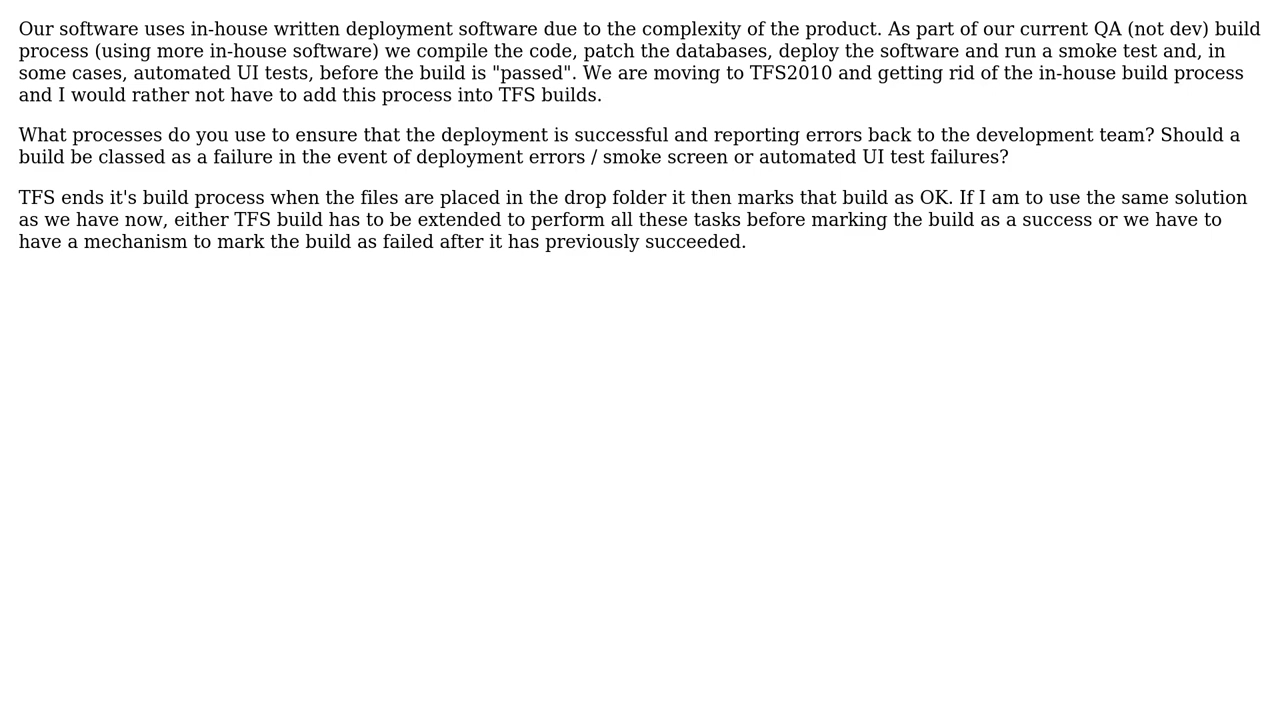 Our software uses in-house written deployment software due to the complexity of the product. As part of our current QA (not dev) build
process (using more in-house software) we compile the code, patch the databases, deploy the software and run a smoke test and, in
some cases, automated UI tests, before the build is "passed". We are moving to TFS2010 and getting rid of the in-house build process
and I would rather not have to add this process into TFS builds.
What processes do you use to ensure that the deployment is successful and reporting errors back to the development team? Should a
build be classed as a failure in the event of deployment errors / smoke screen or automated UI test failures?
TFS ends it's build process when the files are placed in the drop folder it then marks that build as OK. If I am to use the same solution
as we have now, either TFS build has to be extended to perform all these tasks before marking the build as a success or we have to
have a mechanism to mark the build as failed after it has previously succeeded.